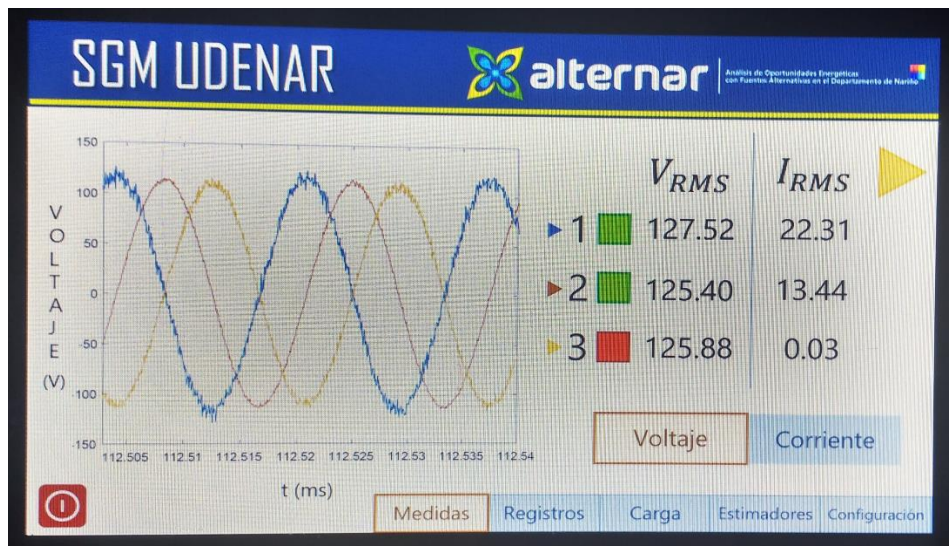 SGM UDENAR
alternar
Análisis de Oportunidades Energéticas
con Fuentes Alternativas en el Departamento de Nariño
150
100
50
0
-50
-100
-150
VOLTAJE
(V)
112.505 112.51 112.515 112.52 112.525 112.53 112.535 112.54
t (ms)
VRMS IRMS
1 127.52 22.31
2 125.40 13.44
3 125.88 0.03
Voltaje Corriente
Medidas Registros Carga Estimadores Configuración